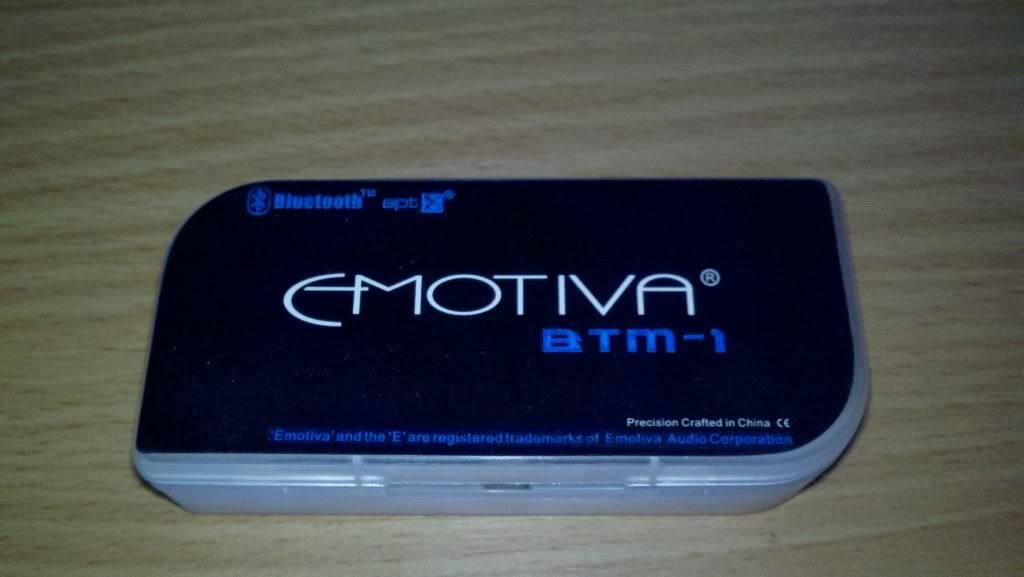 Bluetooth™ aptX®
EMOTIVA®
BTM-1
Precision Crafted in China CE
'Emotiva' and the 'E' are registered trademarks of Emotiva Audio Corporation